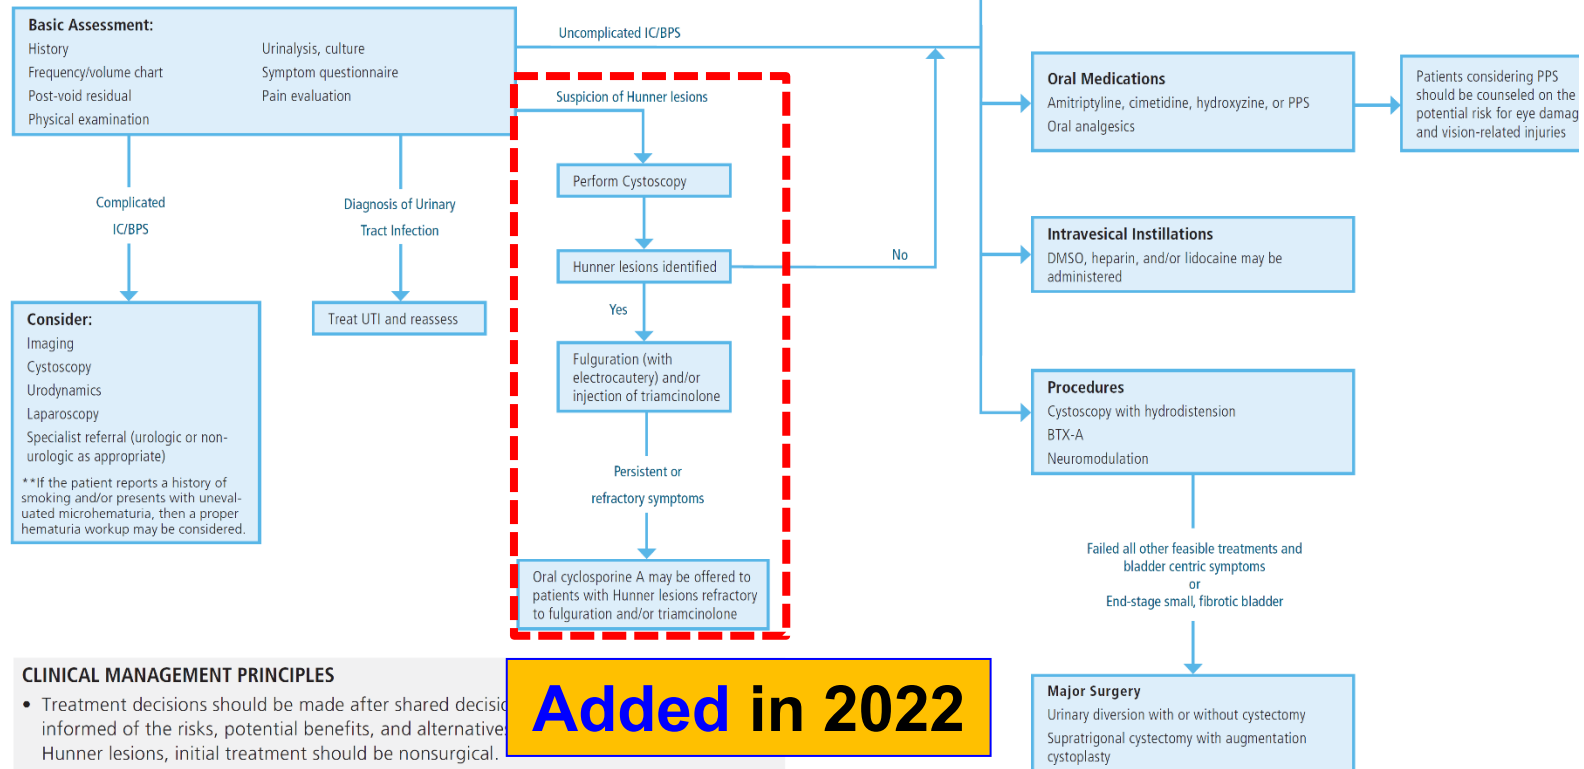 Basic Assessment:
History
Frequency/volume chart
Post-void residual
Physical examination
Urinalysis, culture
Symptom questionnaire
Pain evaluation
Uncomplicated IC/BPS
Suspicion of Hunner lesions
Perform Cystoscopy
Hunner lesions identified
No
Yes
Fulguration (with
electrocautery) and/or
injection of triamcinolone
Persistent or
refractory symptoms
Oral cyclosporine A may be offered to
patients with Hunner lesions refractory
to fulguration and/or triamcinolone
Complicated
IC/BPS
Diagnosis of Urinary
Tract Infection
Treat UTI and reassess
Consider:
Imaging
Cystoscopy
Urodynamics
Laparoscopy
Specialist referral (urologic or non-
urologic as appropriate)
**If the patient reports a history of
smoking and/or presents with uneval-
uated microhematuria, then a proper
hematuria workup may be considered.
Oral Medications
Amitriptyline, cimetidine, hydroxyzine, or PPS
Oral analgesics
Patients considering PPS
should be counseled on the
potential risk for eye damag
and vision-related injuries
Intravesical Instillations
DMSO, heparin, and/or lidocaine may be
administered
Procedures
Cystoscopy with hydrodistension
BTX-A
Neuromodulation
Failed all other feasible treatments and
bladder centric symptoms
or
End-stage small, fibrotic bladder
Major Surgery
Urinary diversion with or without cystectomy
Supratrigonal cystectomy with augmentation
cystoplasty
CLINICAL MANAGEMENT PRINCIPLES
• Treatment decisions should be made after shared decisi
informed of the risks, potential benefits, and alternative
Hunner lesions, initial treatment should be nonsurgical.
Added in 2022